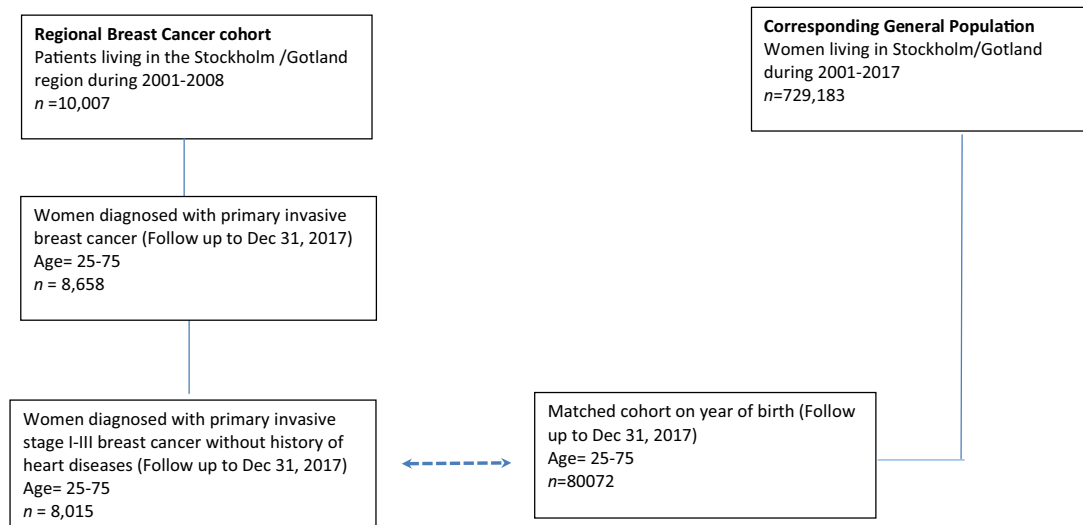 Regional Breast Cancer cohort
Patients living in the Stockholm /Gotland
region during 2001-2008
n =10,007
Corresponding General Population
Women living in Stockholm/Gotland
during 2001-2017
n=729,183
Women diagnosed with primary invasive
breast cancer (Follow up to Dec 31, 2017)
Age= 25-75
n = 8,658
Women diagnosed with primary invasive
stage I-III breast cancer without history of
heart diseases (Follow up to Dec 31, 2017)
Age= 25-75
n = 8,015
Matched cohort on year of birth (Follow
up to Dec 31, 2017)
Age= 25-75
n=80072